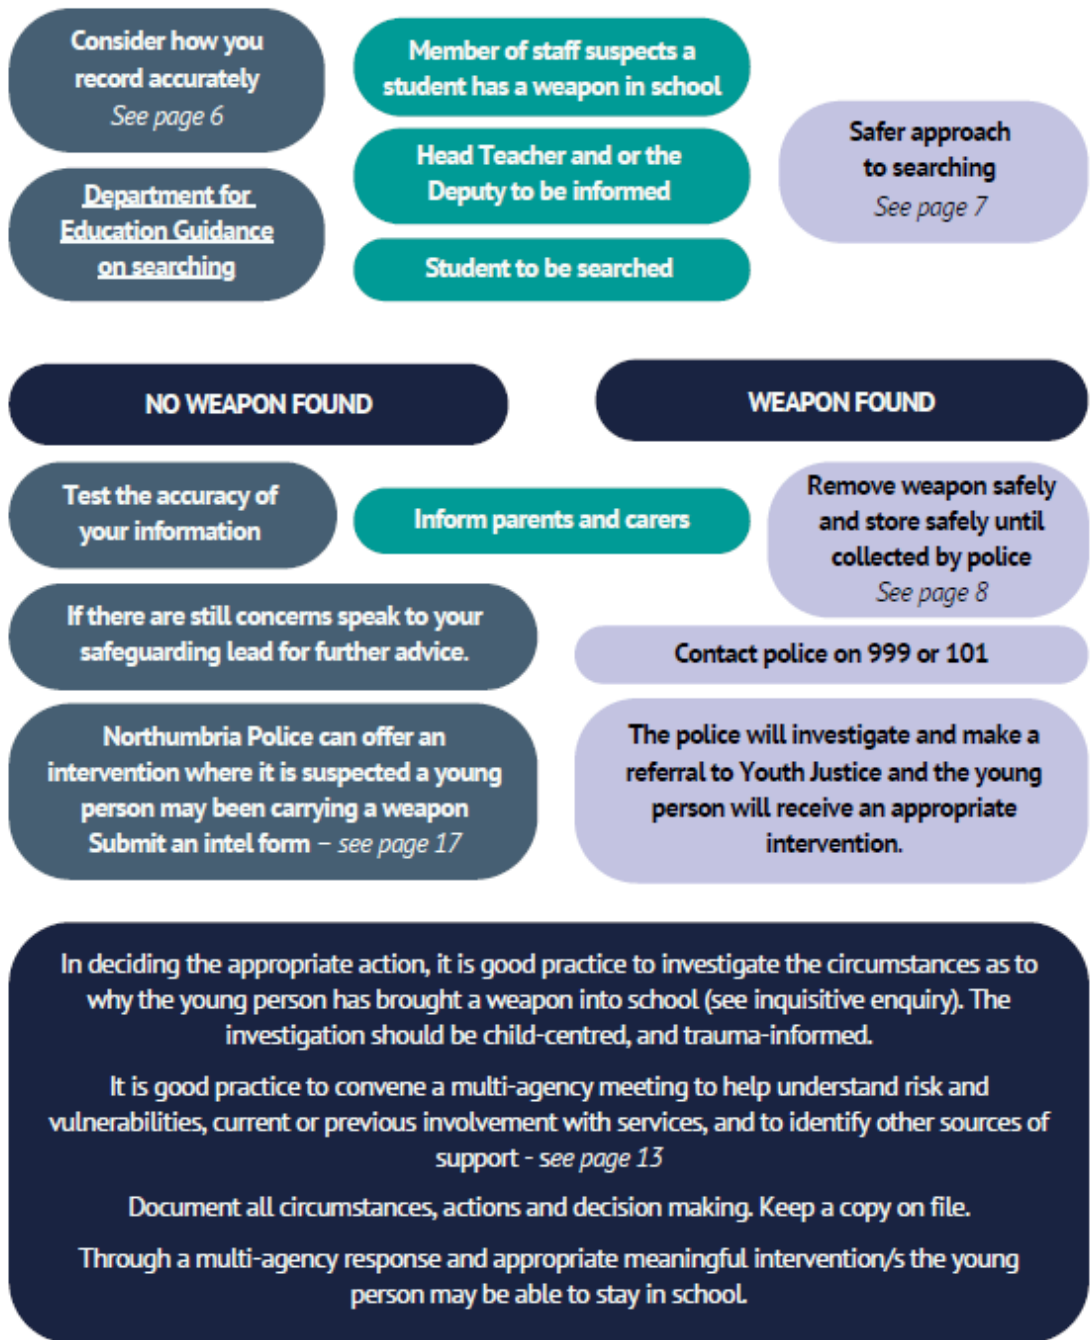 Consider how you
record accurately
See page 6
Department for
Education Guidance
on searching
Member of staff suspects a
student has a weapon in school
Head Teacher and or the
Deputy to be informed
Student to be searched
Safer approach
to searching
See page 7
NO WEAPON FOUND
WEAPON FOUND
Test the accuracy of
your information
Inform parents and carers
Remove weapon safely
and store safely until
collected by police
See page 8
If there are still concerns speak to your
safeguarding lead for further advice.
Contact police on 999 or 101
Northumbria Police can offer an
intervention where it is suspected a young
person may been carrying a weapon
Submit an intel form – see page 17
The police will investigate and make a
referral to Youth Justice and the young
person will receive an appropriate
intervention.
In deciding the appropriate action, it is good practice to investigate the circumstances as to
why the young person has brought a weapon into school (see inquisitive enquiry). The
investigation should be child-centred, and trauma-informed.
It is good practice to convene a multi-agency meeting to help understand risk and
vulnerabilities, current or previous involvement with services, and to identify other sources of
support - see page 13
Document all circumstances, actions and decision making. Keep a copy on file.
Through a multi-agency response and appropriate meaningful intervention/s the young
person may be able to stay in school.